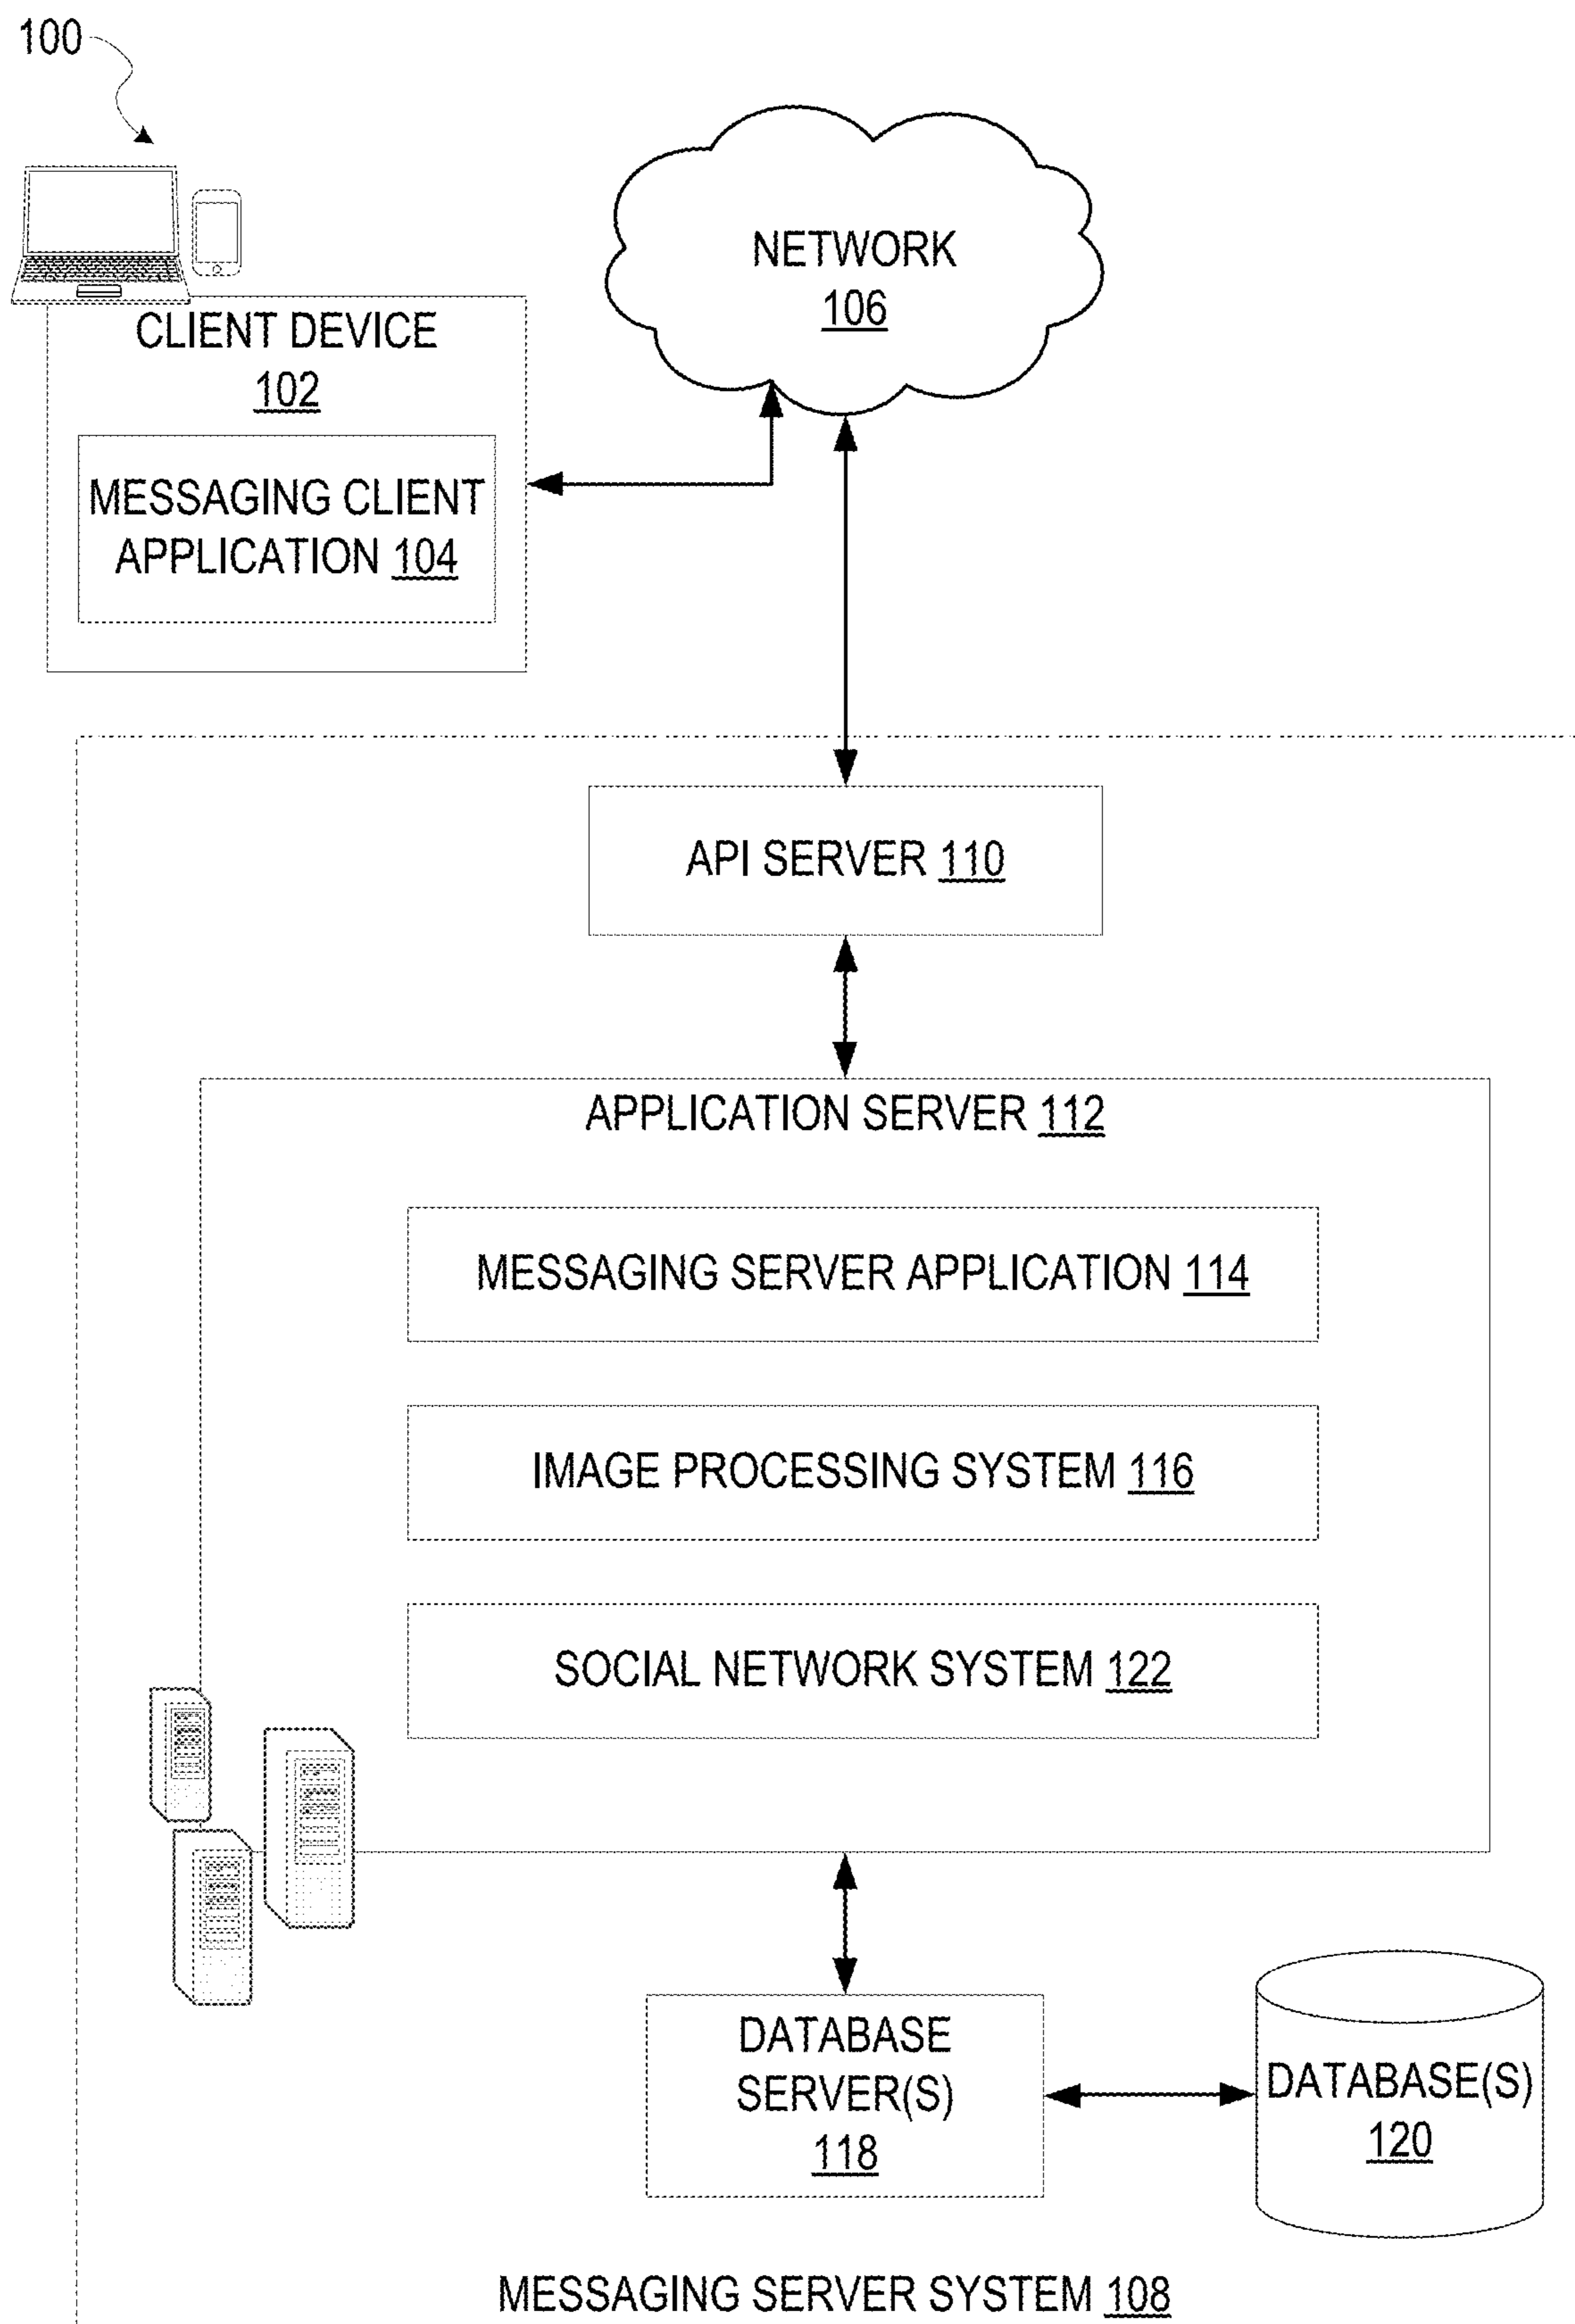 100
NETWORK
106
CLIENT DEVICE
102
MESSAGING CLIENT
APPLICATION 104
API SERVER 110
APPLICATION SERVER 112
MESSAGING SERVER APPLICATION 114
IMAGE PROCESSING SYSTEM 116
SOCIAL NETWORK SYSTEM 122
DATABASE
SERVER(S)
118
DATABASE(S)
120
MESSAGING SERVER SYSTEM 108